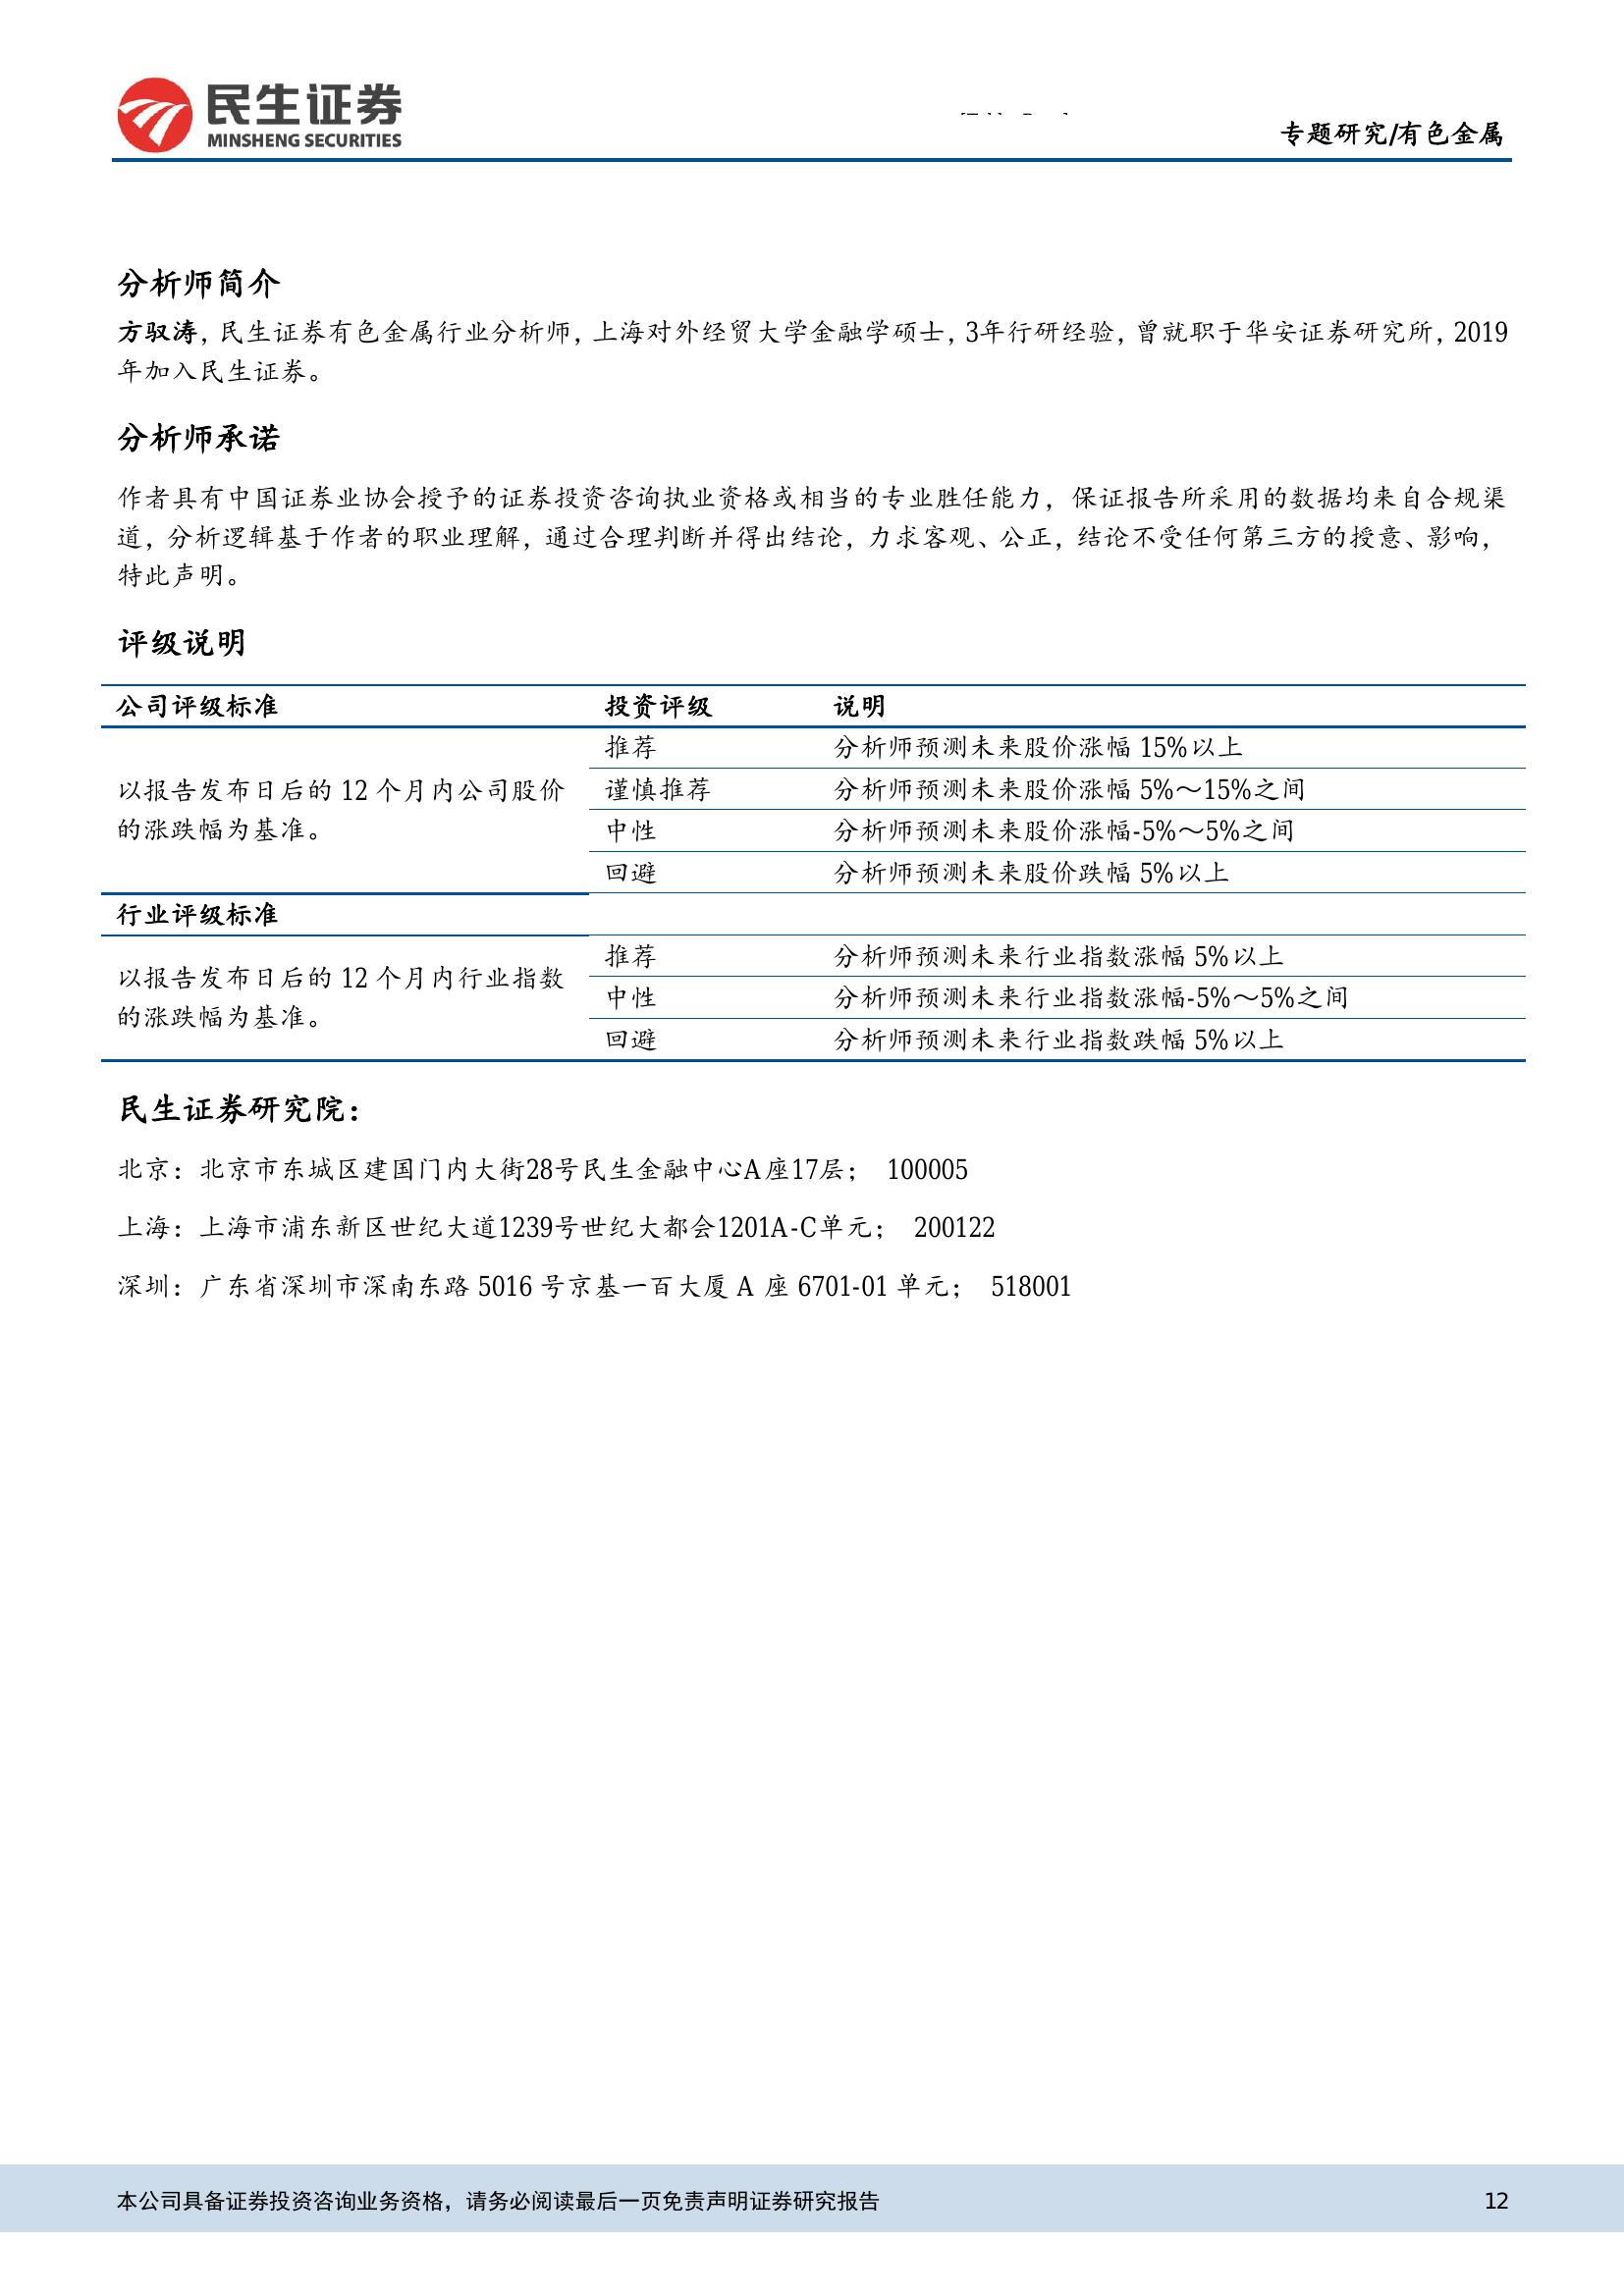 民生证券
MINSHENG SECURITIES
专题研究/有色金属
分析师简介
方驭涛，民生证券有色金属行业分析师，上海对外经贸大学金融学硕士，3年行研经验，曾就职于华安证券研究所，2019
年加入民生证券。
分析师承诺
作者具有中国证券业协会授予的证券投资咨询执业资格或相当的专业胜任能力，保证报告所采用的数据均来自合规渠
道，分析逻辑基于作者的职业理解，通过合理判断并得出结论，力求客观、公正，结论不受任何第三方的授意、影响，
特此声明。
评级说明
公司评级标准 投资评级 说明
以报告发布日后的 12 个月内公司股价
的涨跌幅为基准。
推荐 分析师预测未来股价涨幅 15%以上
谨慎推荐 分析师预测未来股价涨幅 5%～15%之间
中性 分析师预测未来股价涨幅-5%～5%之间
回避 分析师预测未来股价跌幅 5%以上
行业评级标准
以报告发布日后的 12 个月内行业指数
的涨跌幅为基准。
推荐 分析师预测未来行业指数涨幅 5%以上
中性 分析师预测未来行业指数涨幅-5%～5%之间
回避 分析师预测未来行业指数跌幅 5%以上
民生证券研究院：
北京：北京市东城区建国门内大街28号民生金融中心A座17层； 100005
上海：上海市浦东新区世纪大道1239号世纪大都会1201A-C单元； 200122
深圳：广东省深圳市深南东路 5016 号京基一百大厦 A 座 6701-01 单元； 518001
本公司具备证券投资咨询业务资格，请务必阅读最后一页免责声明证券研究报告 12